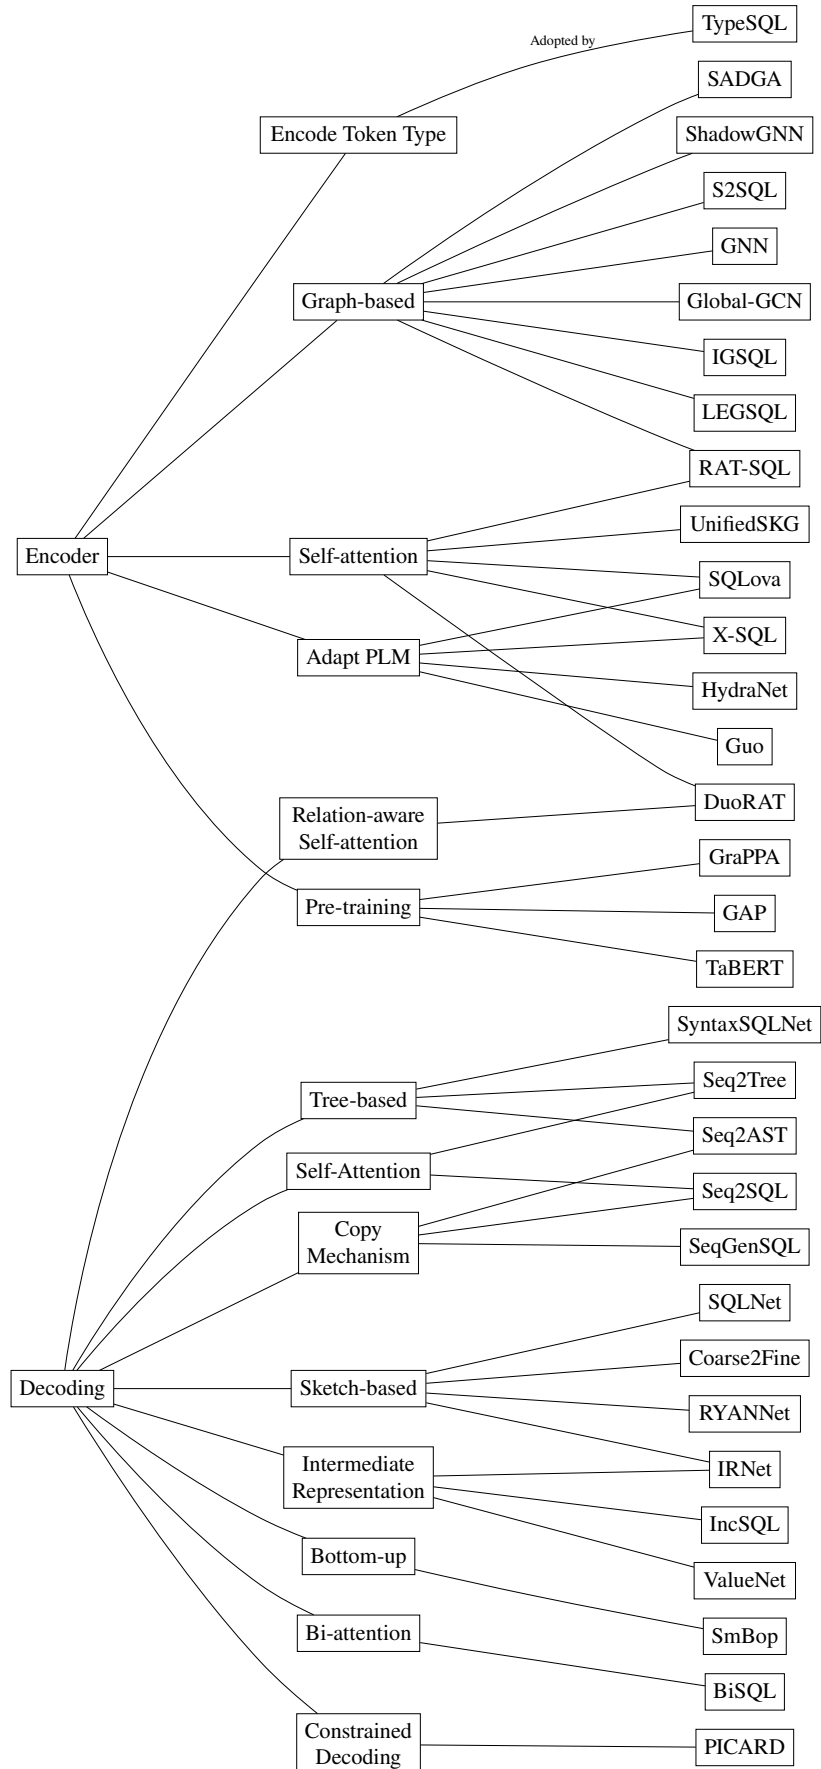 TypeSQL
Adopted by
SADGA
Encode Token Type
ShadowGNN
S2SQL
GNN
Graph-based
Global-GCN
IGSQL
LEGSQL
RAT-SQL
UnifiedSKG
Encoder
Self-attention
SQLova
X-SQL
Adapt PLM
HydraNet
Guo
DuoRAT
Relation-aware
Self-attention
GraPPA
Pre-training
GAP
TaBERT
SyntaxSQLNet
Seq2Tree
Tree-based
Seq2AST
Self-Attention
Seq2SQL
Copy
Mechanism
SeqGenSQL
SQLNet
Coarse2Fine
Decoding
Sketch-based
RYANNet
Intermediate
Representation
IRNet
IncSQL
Bottom-up
ValueNet
Bi-attention
SmBop
BiSQL
Constrained
Decoding
PICARD